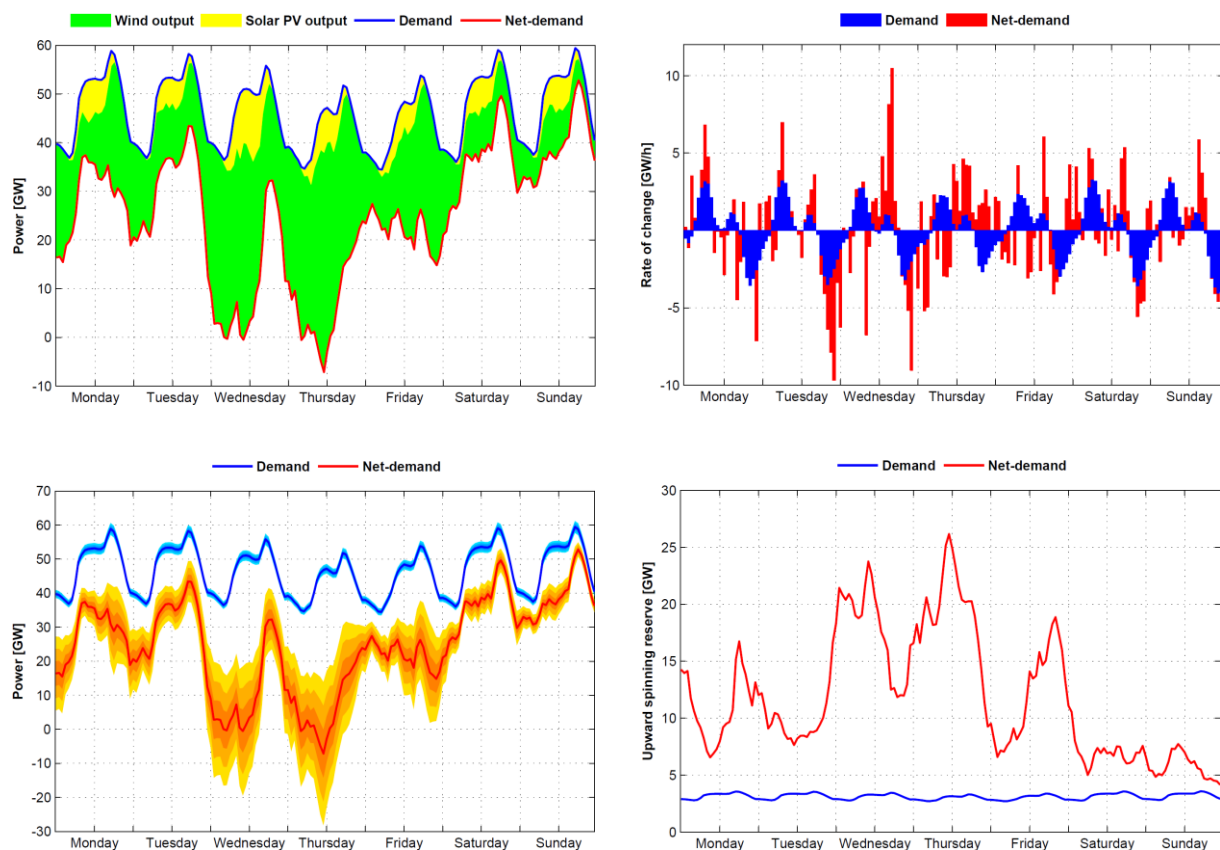 Wind output Solar PV output Demand Net-demand
60
50
40
30
20
10
0
-10
Power [GW]
Monday Tuesday Wednesday Thursday Friday Saturday Sunday
Demand Net-demand
10
5
0
-5
-10
Rate of change [GW/h]
Monday Tuesday Wednesday Thursday Friday Saturday Sunday
Demand Net-demand
70
60
50
40
30
20
10
0
-10
-20
-30
Power [GW]
Monday Tuesday Wednesday Thursday Friday Saturday Sunday
Demand Net-demand
30
25
20
15
10
5
0
Upward spinning reserve [GW]
Monday Tuesday Wednesday Thursday Friday Saturday Sunday